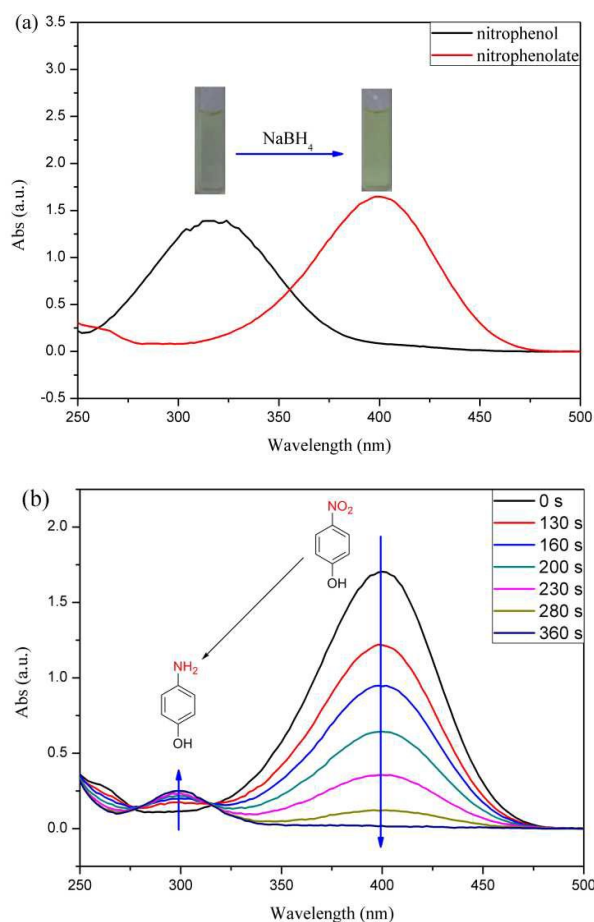 (a)
nitrophenol
nitrophenolate
NaBH₄
3.5
3.0
2.5
2.0
1.5
1.0
0.5
0.0
-0.5
Abs (a.u.)
250 300 350 400 450 500
Wavelength (nm)
(b)
0 s
130 s
160 s
200 s
230 s
280 s
360 s
NO₂
OH
NH₂
OH
2.0
1.5
1.0
0.5
0.0
Abs (a.u.)
250 300 350 400 450 500
Wavelength (nm)